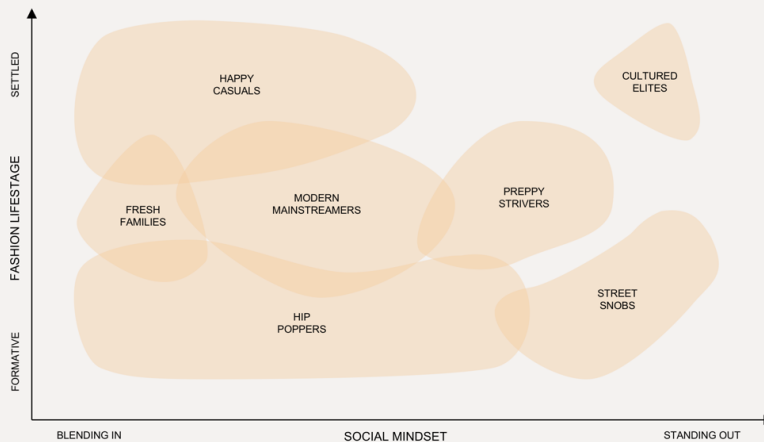 SETTLED
HAPPY
CASUALS
CULTURED
ELITES
FASHION LIFESTAGE
FRESH
FAMILIES
MODERN
MAINSTREAMERS
PREPPY
STRIVERS
HIP
POPPERS
STREET
SNOBS
FORMATIVE
BLENDING IN
SOCIAL MINDSET
STANDING OUT